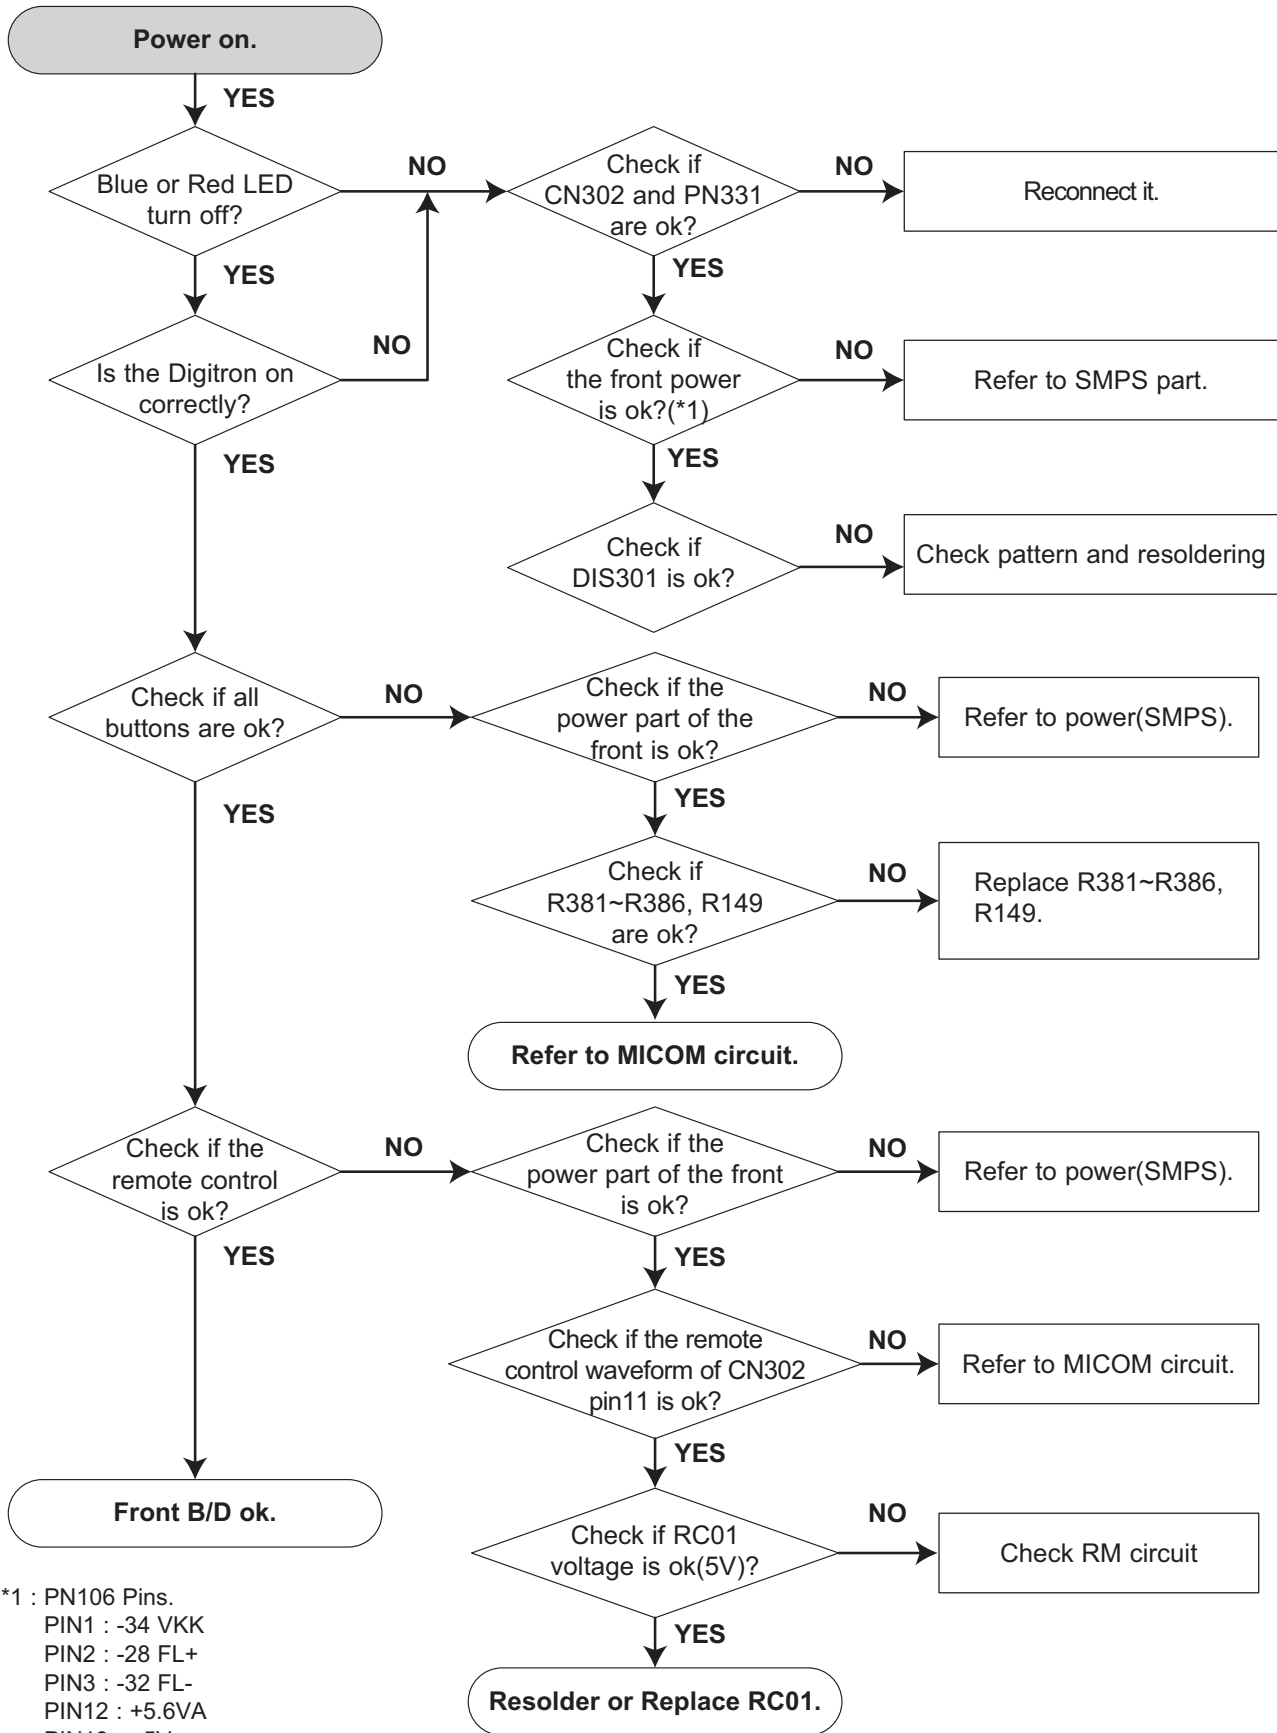 Power on.
YES
Blue or Red LED
turn off?
NO
Check if
CN302 and PN331
are ok?
NO
Reconnect it.
YES
YES
Is the Digitron on
correctly?
NO
Check if
the front power
is ok?(*1)
NO
Refer to SMPS part.
YES
YES
Check if
DIS301 is ok?
NO
Check pattern and resoldering
Check if all
buttons are ok?
NO
Check if the
power part of the
front is ok?
NO
Refer to power(SMPS).
YES
YES
Check if
R381~R386, R149
are ok?
NO
Replace R381~R386,
R149.
YES
Refer to MICOM circuit.
Check if the
remote control
is ok?
NO
Check if the
power part of the front
is ok?
NO
Refer to power(SMPS).
YES
YES
Check if the remote
control waveform of CN302
pin11 is ok?
NO
Refer to MICOM circuit.
YES
Front B/D ok.
Check if RC01
voltage is ok(5V)?
NO
Check RM circuit
YES
Resolder or Replace RC01.
*1 : PN106 Pins.
PIN1 : -34 VKK
PIN2 : -28 FL+
PIN3 : -32 FL-
PIN12 : +5.6VA